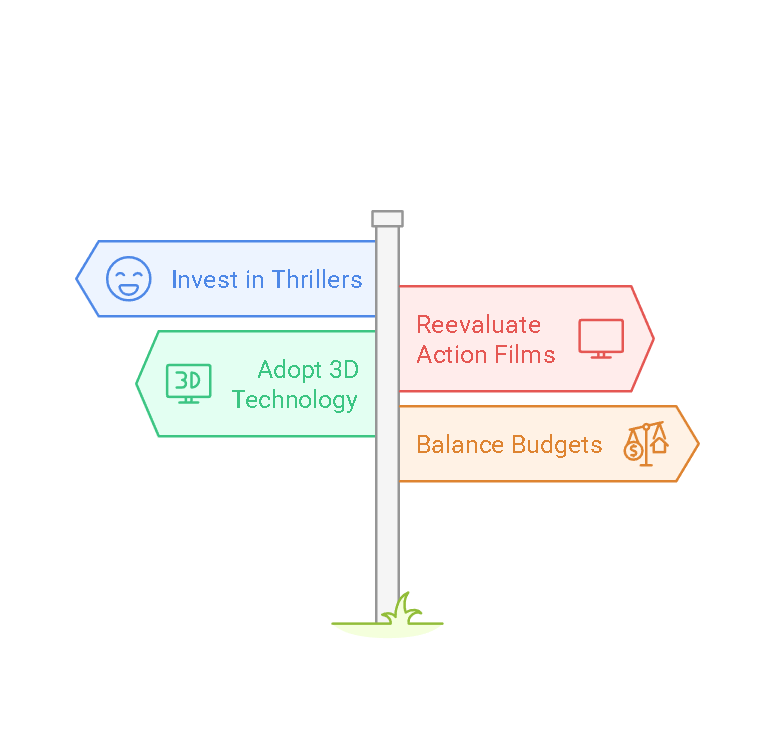 Invest in Thrillers
Reevaluate
Action Films
3D
Adopt 3D
Technology
Balance Budgets
$